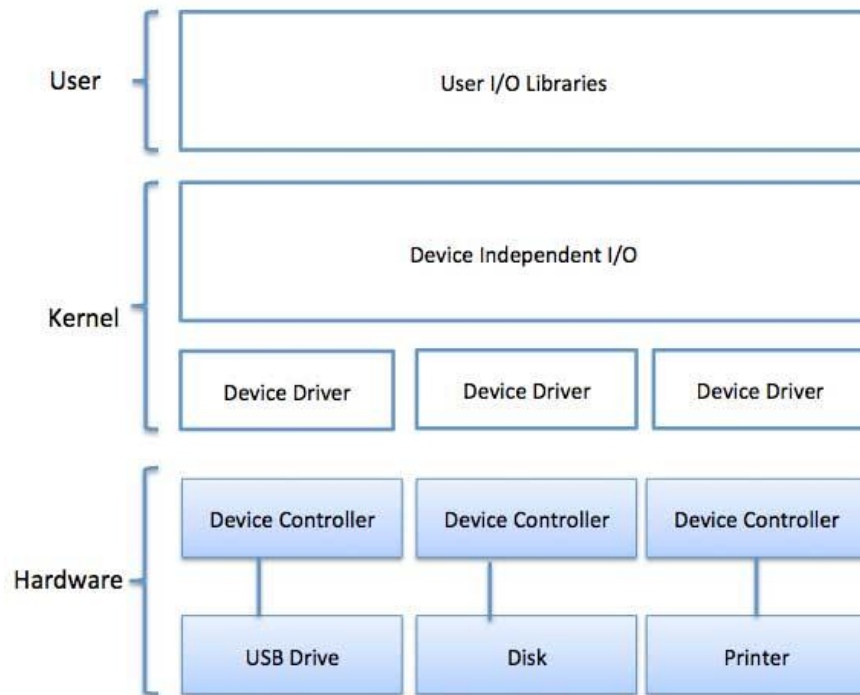 User
User I/O Libraries
Device Independent I/O
Kernel
Device Driver
Device Driver
Device Driver
Device Controller
Device Controller
Device Controller
Hardware
USB Drive
Disk
Printer